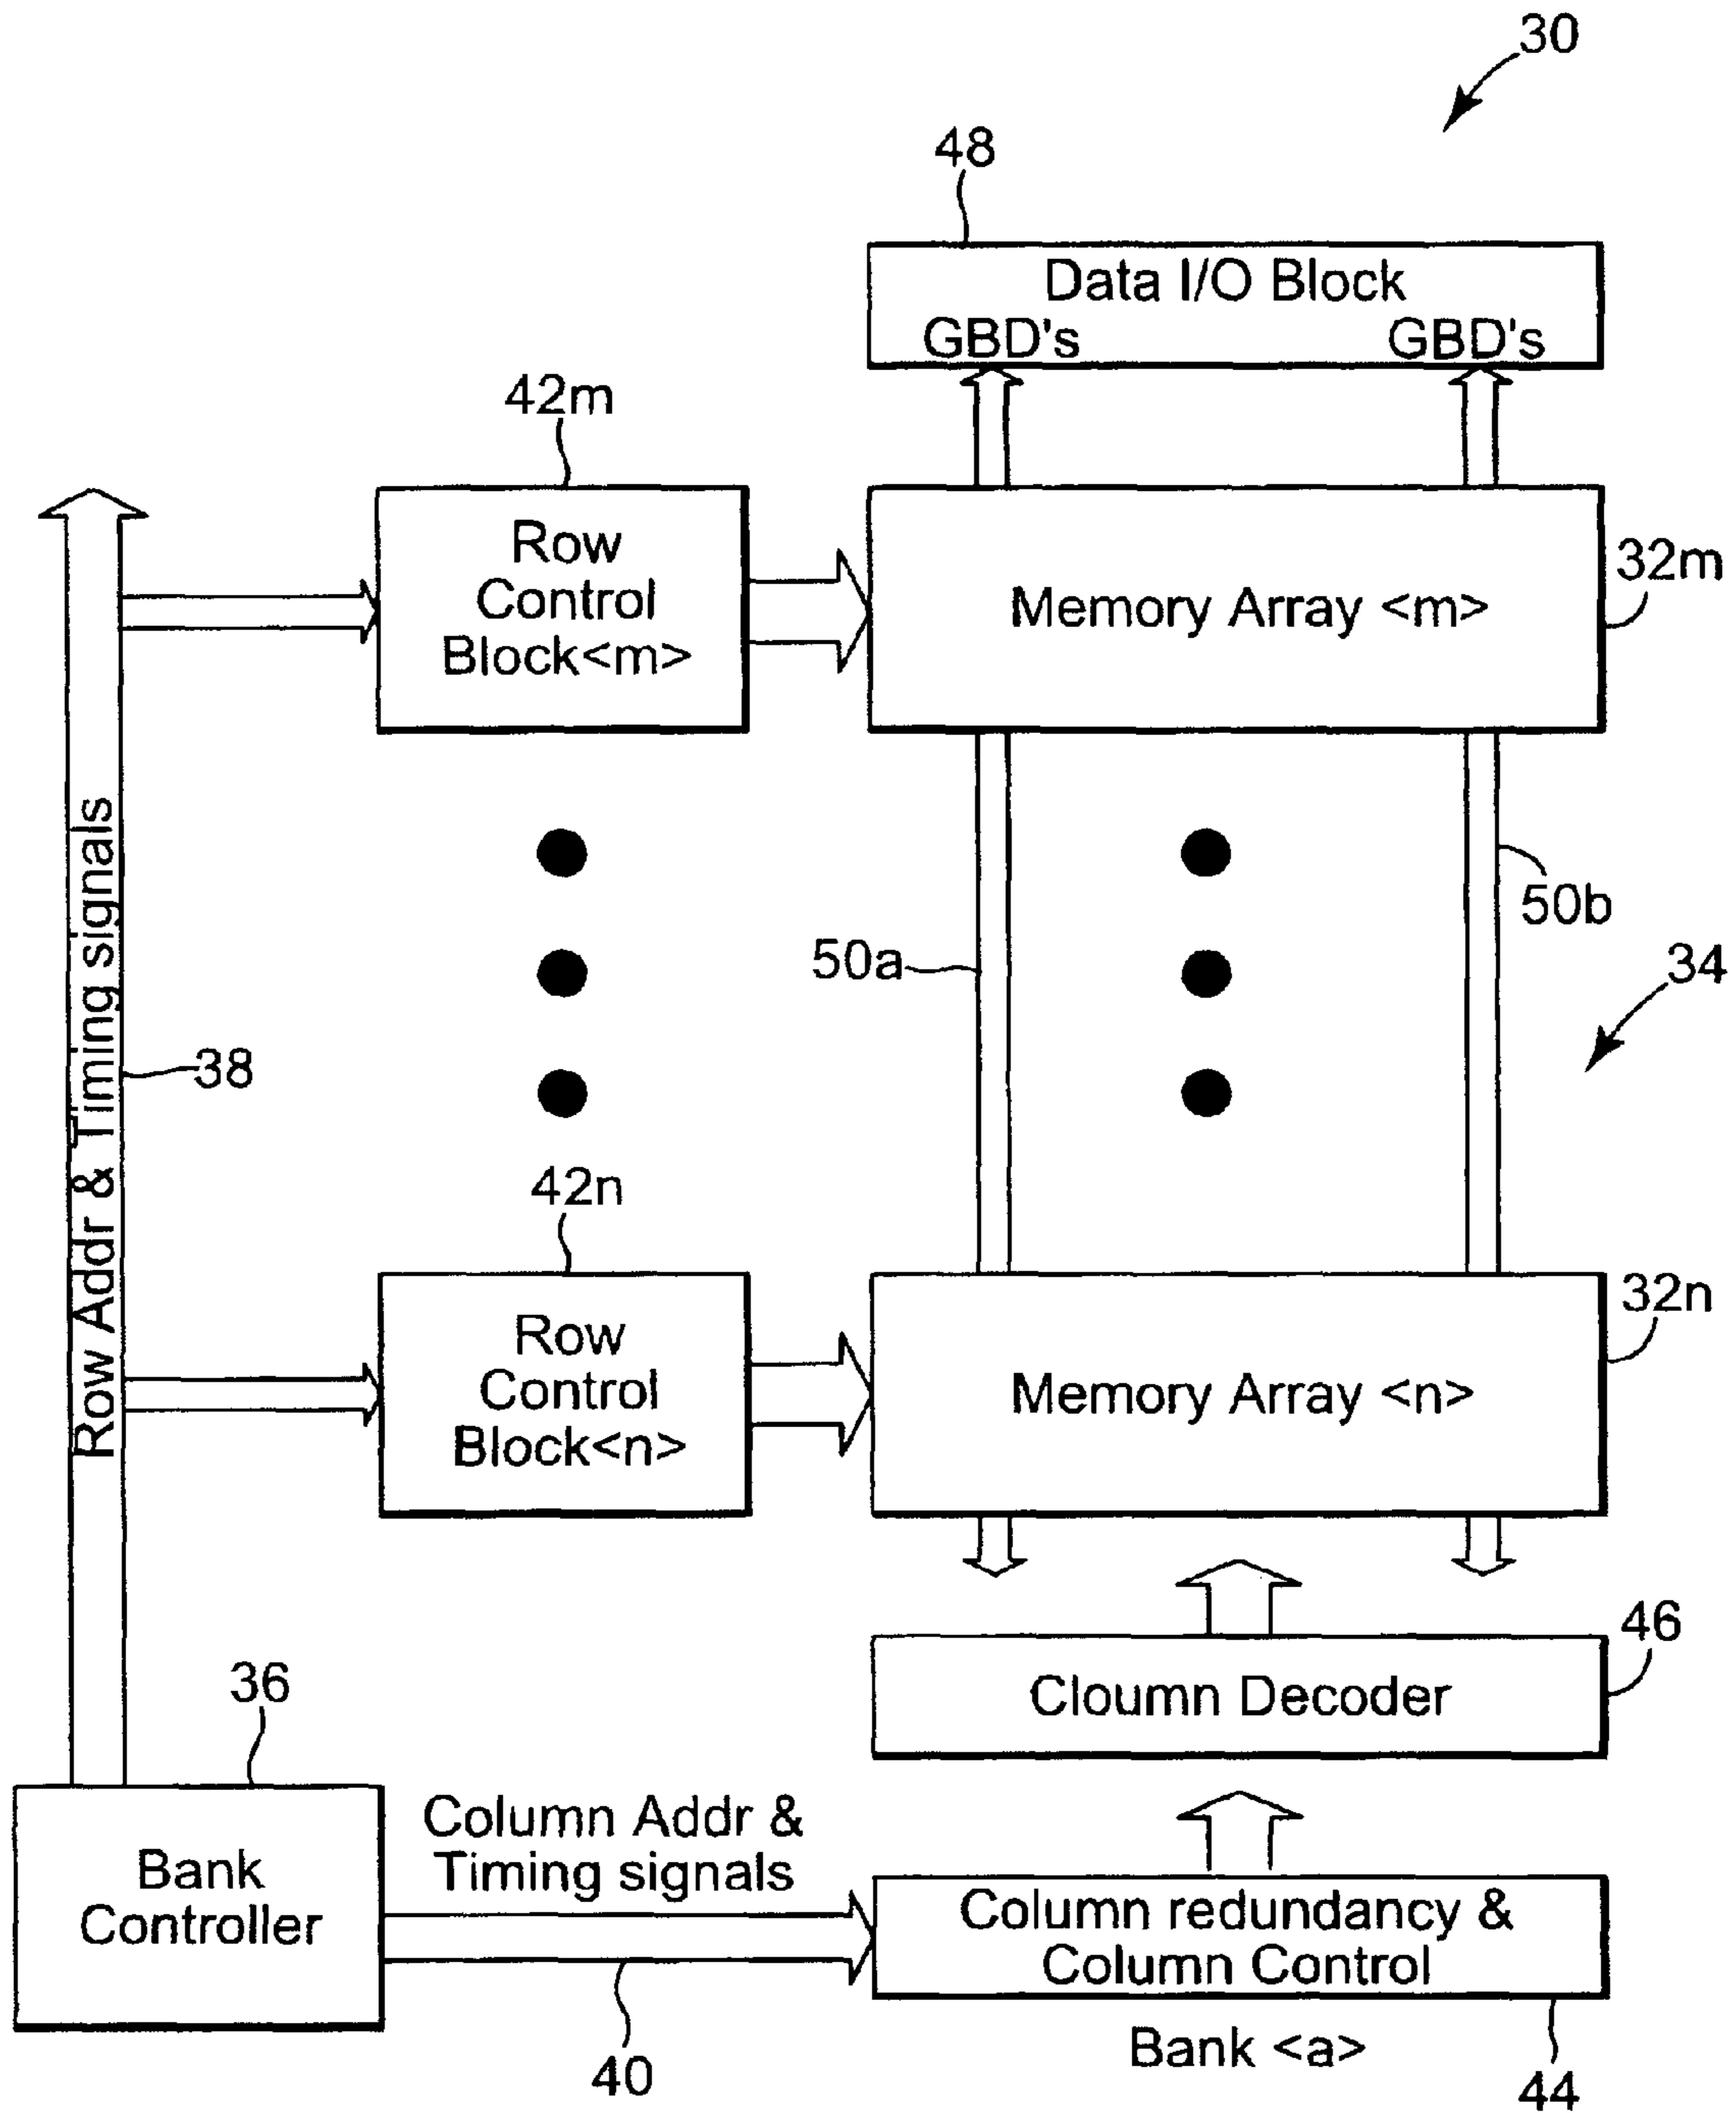 30
48
Data I/O Block
GBD's GBD's
42m
Row
Control
Block<m>
Memory Array <m>
32m
50b
50a
34
Row Addr & Timing signals
38
42n
Row
Control
Block<n>
Memory Array <n>
32n
46
Cloumn Decoder
36
Bank
Controller
Column Addr &
Timing signals
40
Column redundancy &
Column Control
Bank <a>
44